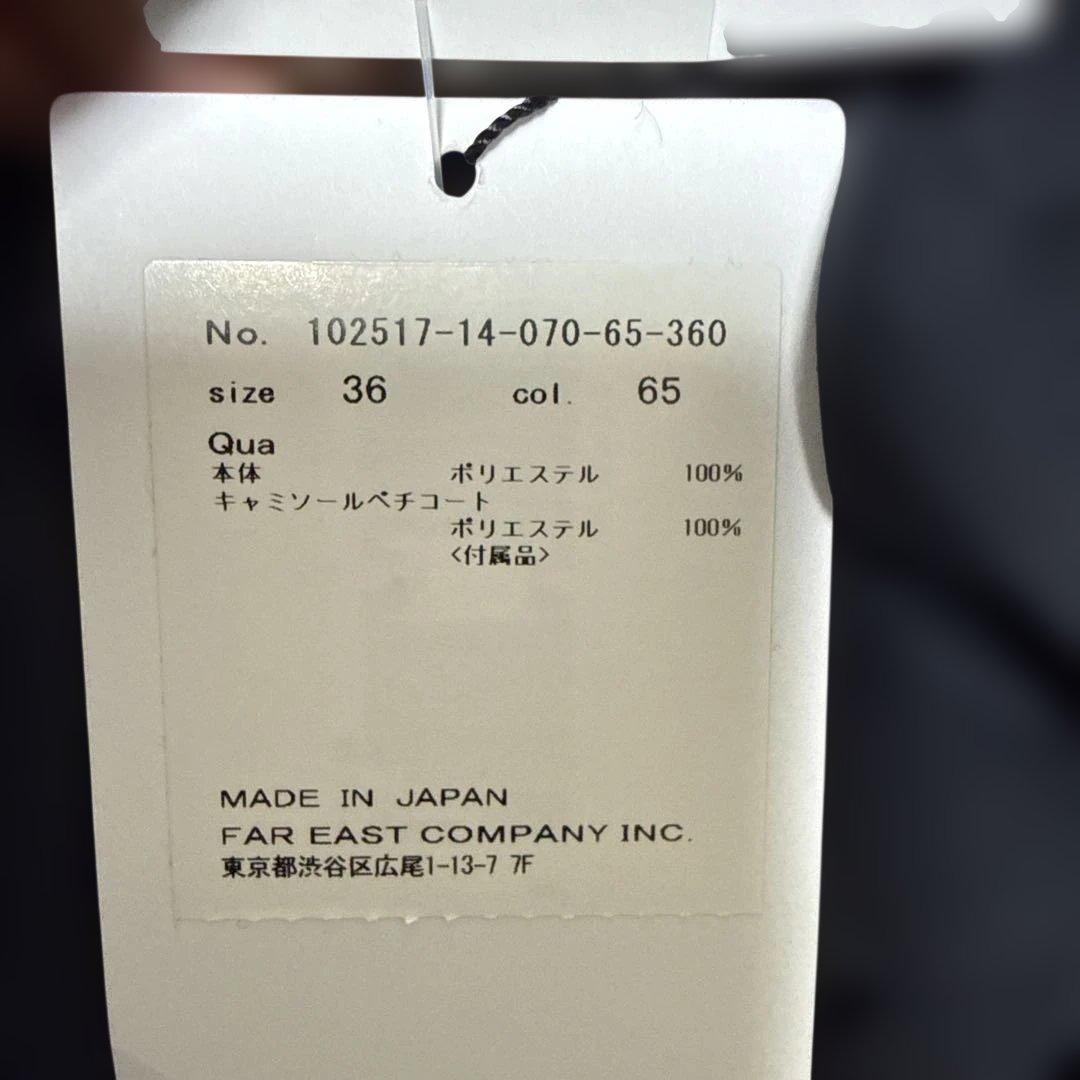 No. 102517-14-070-65-360
size 36 col. 65
Qua
本体 ポリエステル 100%
キャミソールペチコート
ポリエステル 100%
<付属品>
MADE IN JAPAN
FAR EAST COMPANY INC.
東京都渋谷区広尾1-13-7 7F